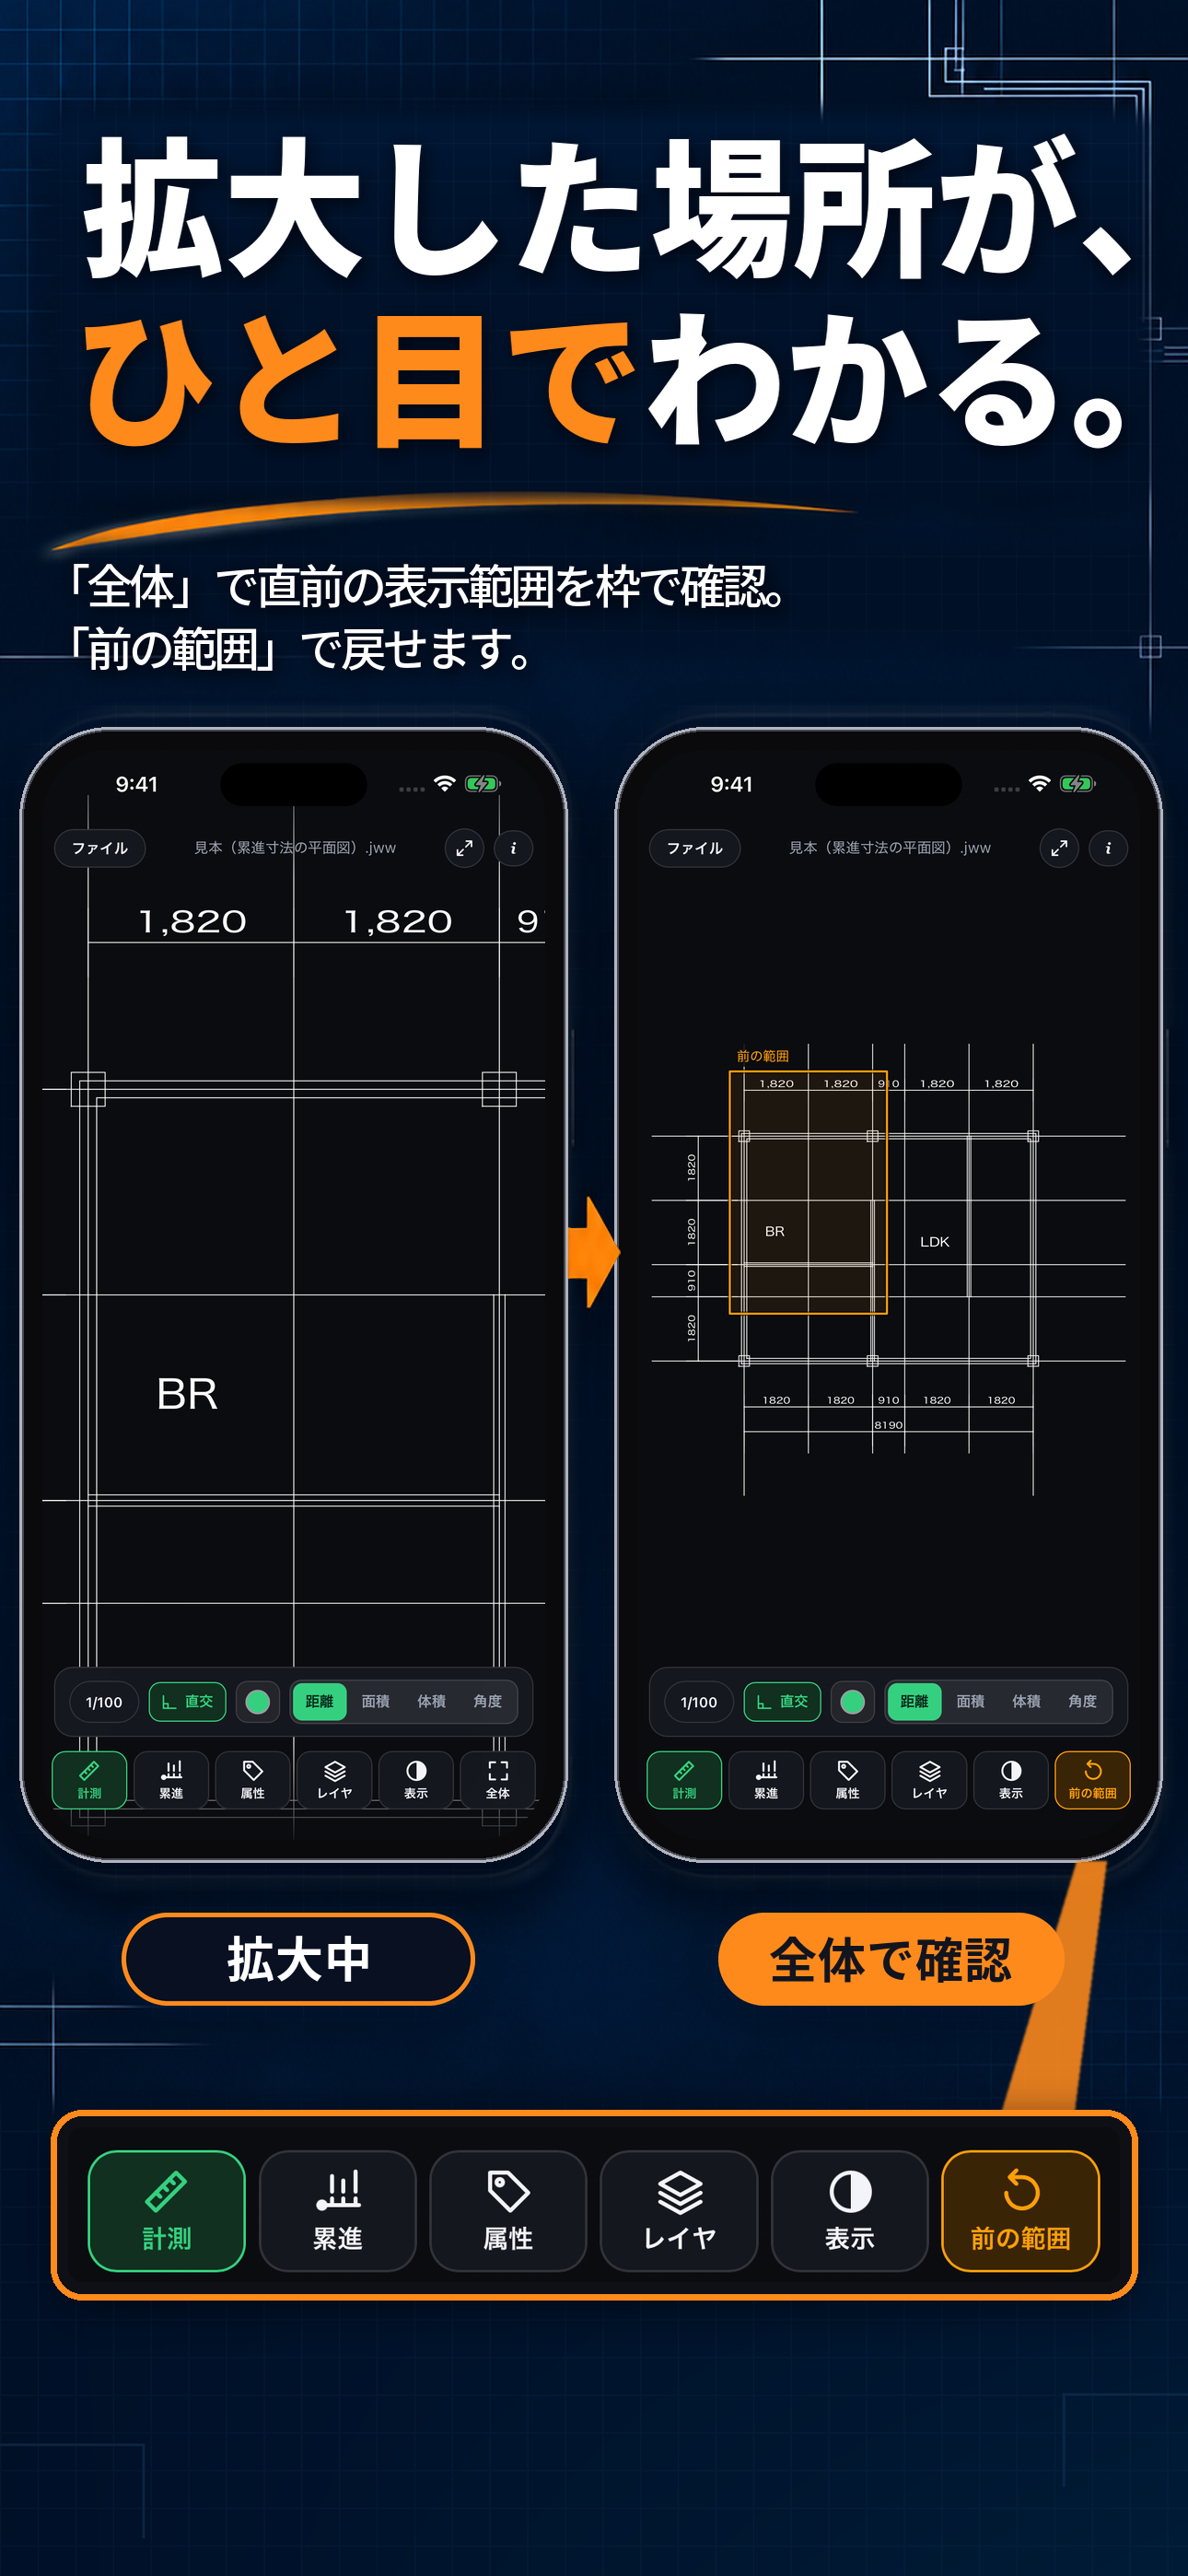 拡大した場所が、
ひと目でわかる。
「全体」で直前の表示範囲を枠で確認。
「前の範囲」で戻せます。
9:41
ファイル
見本（累進寸法の平面図）.jww
i
1,820 1,820
BR
1/100 直交 距離 面積 体積 角度
計測 累進 属性 レイヤ 表示 全体
9:41
ファイル
見本（累進寸法の平面図）.jww
i
前の範囲
1,820 1,820 910 1,820 1,820
1820
1820
910
1820
BR
LDK
1820 1820 910 1820 1820
8190
1/100 直交 距離 面積 体積 角度
計測 累進 属性 レイヤ 表示 前の範囲
拡大中
全体で確認
計測 累進 属性 レイヤ 表示 前の範囲